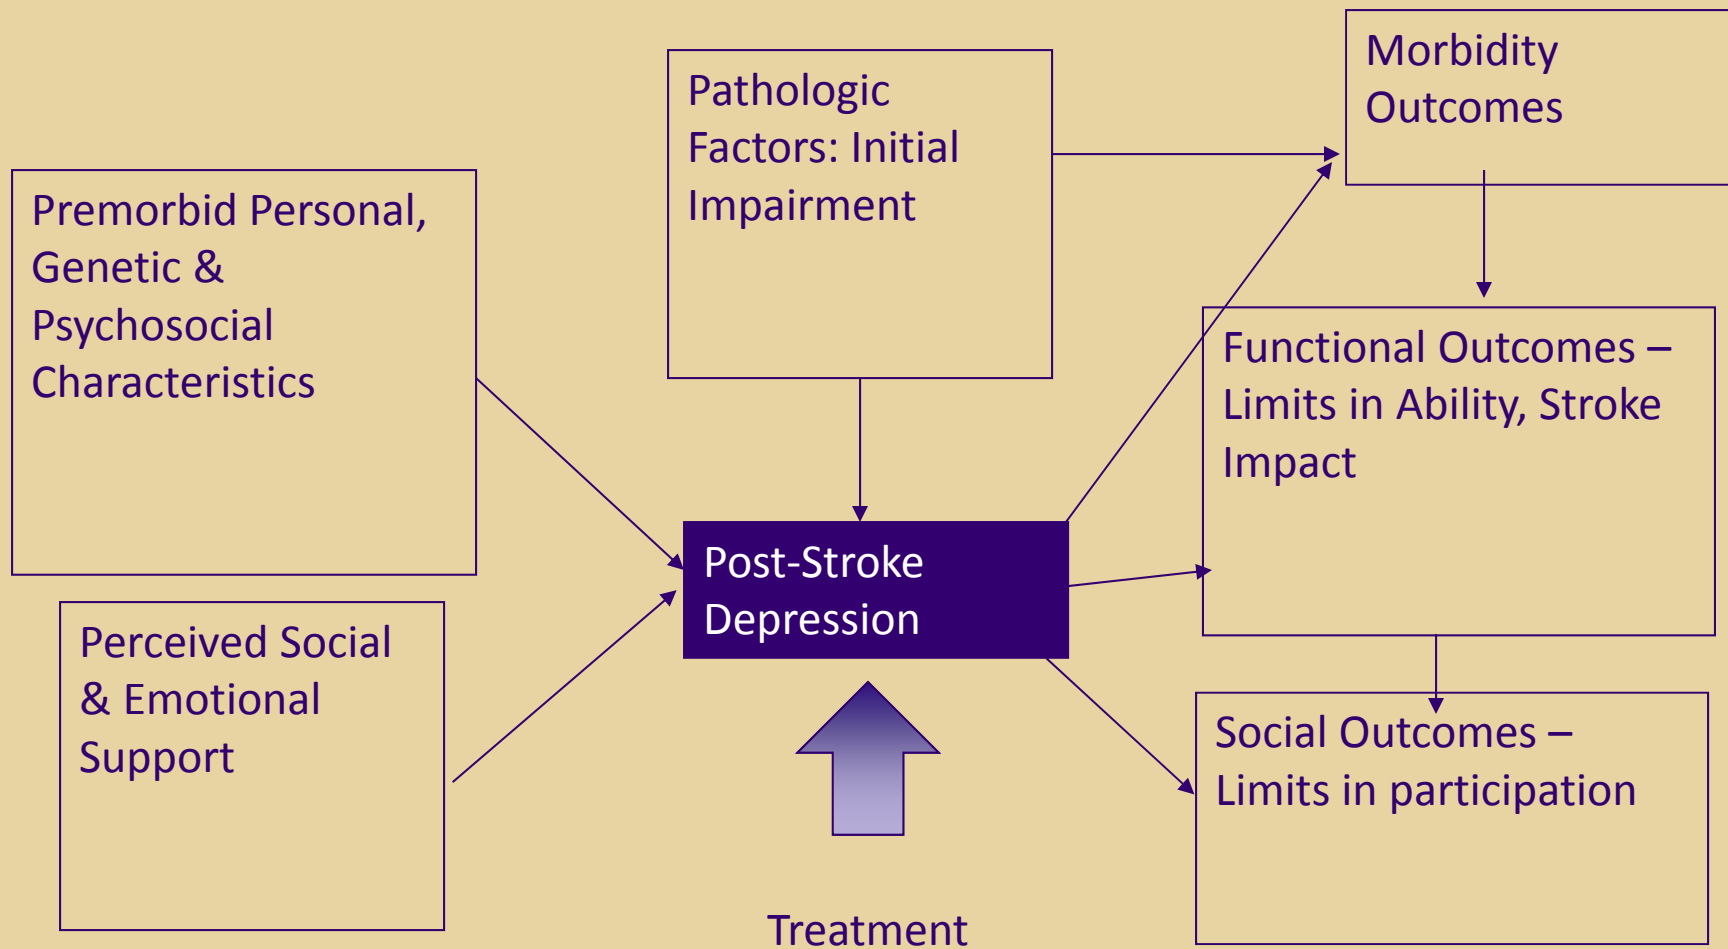 Morbidity
Outcomes
Pathologic
Factors: Initial
Impairment
Premorbid Personal,
Genetic &
Psychosocial
Characteristics
Functional Outcomes –
Limits in Ability, Stroke
Impact
Post-Stroke
Depression
Perceived Social
& Emotional
Support
Social Outcomes –
Limits in participation
Treatment